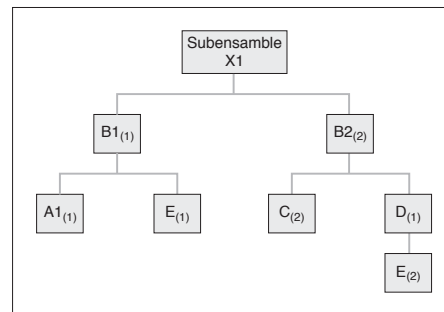 Subensamble
X1
B1(1)
B2(2)
A1(1)
E(1)
C(2)
D(1)
E(2)